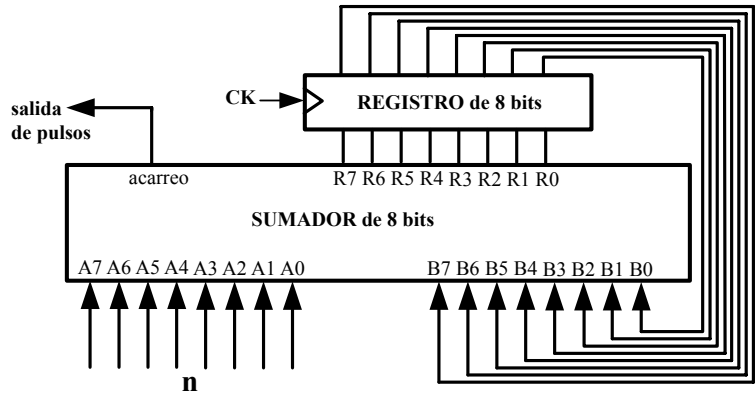 CK
REGISTRO de 8 bits
salida
de pulsos
acarreo
R7 R6 R5 R4 R3 R2 R1 R0
SUMADOR de 8 bits
A7 A6 A5 A4 A3 A2 A1 A0
B7 B6 B5 B4 B3 B2 B1 B0
n